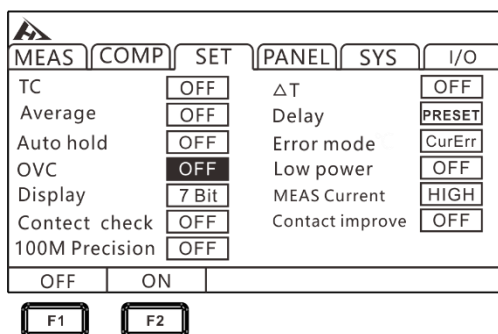 MEAS COMP SET PANEL SYS I/O
TC OFF
Average OFF
Auto hold OFF
OVC OFF
Display 7 Bit
Contect check OFF
100M Precision OFF
△T OFF
Delay PRESET
Error mode CurErr
Low power OFF
MEAS Current HIGH
Contact improve OFF
OFF ON
F1 F2